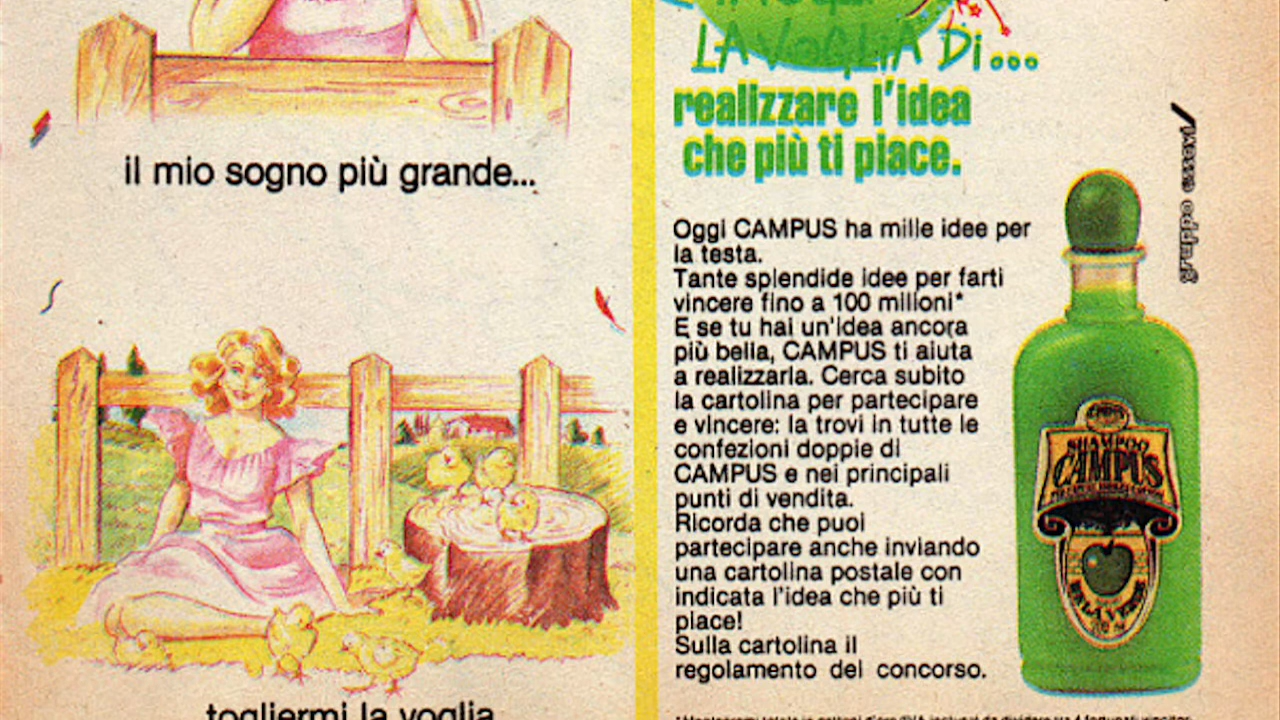 il mio sogno più grande...
togliermi la voglia
LA VOGLIA Di...
realizzare l'idea
che più ti piace.
Oggi CAMPUS ha mille idee per
la testa.
Tante splendide idee per farti
vincere fino a 100 milioni*
E se tu hai un'idea ancora
più bella, CAMPUS ti aiuta
a realizzarla. Cerca subito
la cartolina per partecipare
e vincere: la trovi in tutte le
confezioni doppie di
CAMPUS e nei principali
punti di vendita.
Ricorda che puoi
partecipare anche inviando
una cartolina postale con
indicata l'idea che più ti
place!
Sulla cartolina il
regolamento del concorso.
gruppo
SHAMPOO
CAMPUS
MELA VERDE